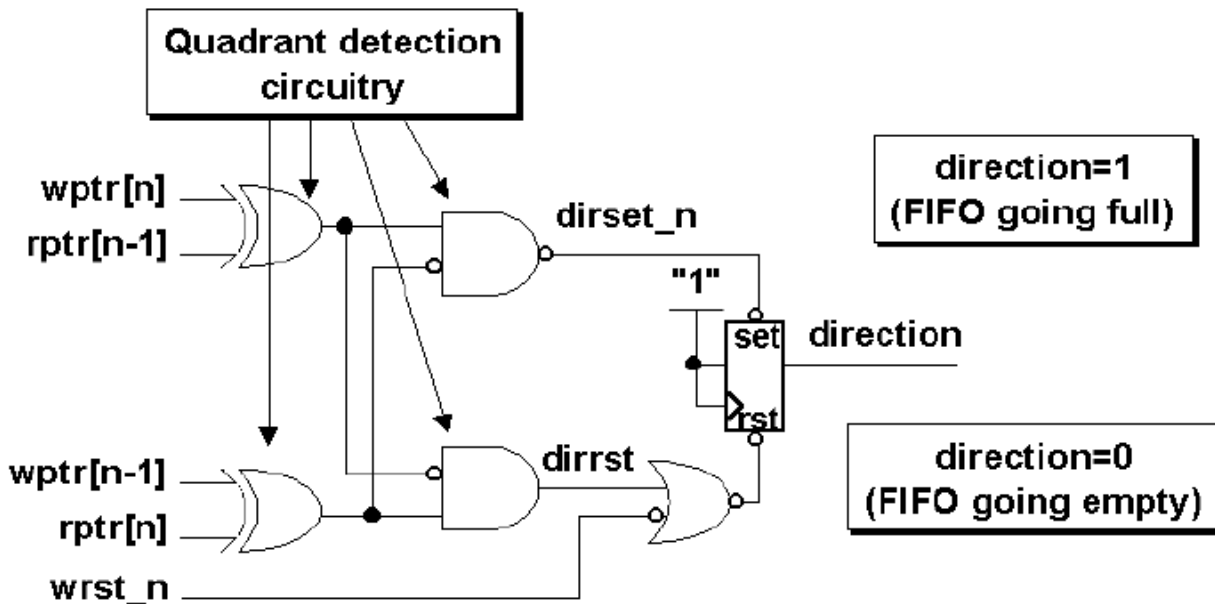 Quadrant detection
circuitry
wptr[n]
rptr[n-1]
dirset_n
"1"
set
direction
rst
direction=1
(FIFO going full)
wptr[n-1]
rptr[n]
dirrst
wrst_n
direction=0
(FIFO going empty)